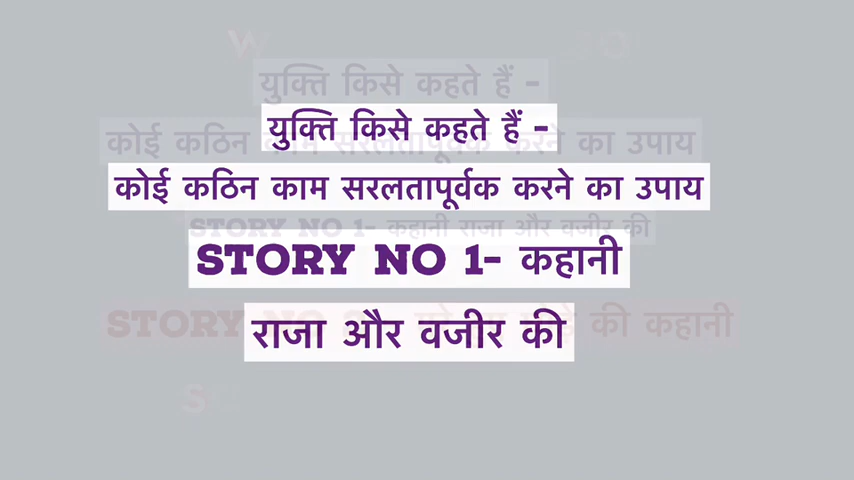 युक्ति किसे कहते हैं -
कोई कठिन काम सरलतापूर्वक करने का उपाय
STORY NO 1- कहानी
राजा और वजीर की